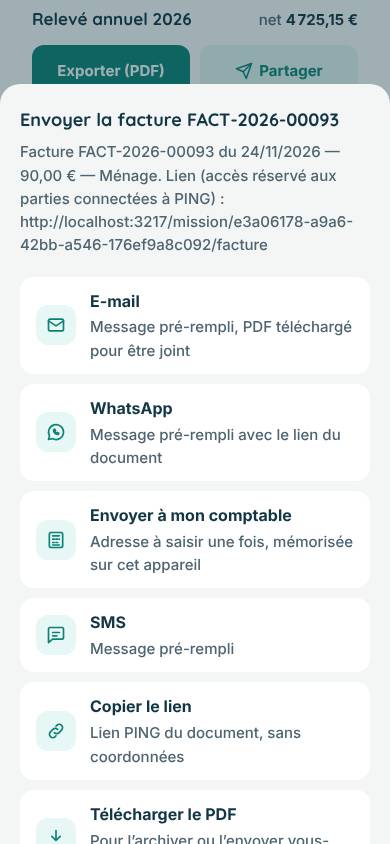 Relevé annuel 2026
net 4 725,15 €
Exporter (PDF)
Partager
Envoyer la facture FACT-2026-00093
Facture FACT-2026-00093 du 24/11/2026 —
90,00 € — Ménage. Lien (accès réservé aux
parties connectées à PING) :
http://localhost:3217/mission/e3a06178-a9a6-
42bb-a546-176ef9a8c092/facture
E-mail
Message pré-rempli, PDF téléchargé
pour être joint
WhatsApp
Message pré-rempli avec le lien du
document
Envoyer à mon comptable
Adresse à saisir une fois, mémorisée
sur cet appareil
SMS
Message pré-rempli
Copier le lien
Lien PING du document, sans
coordonnées
Télécharger le PDF
Pour l’archiver ou l’envoyer vous-